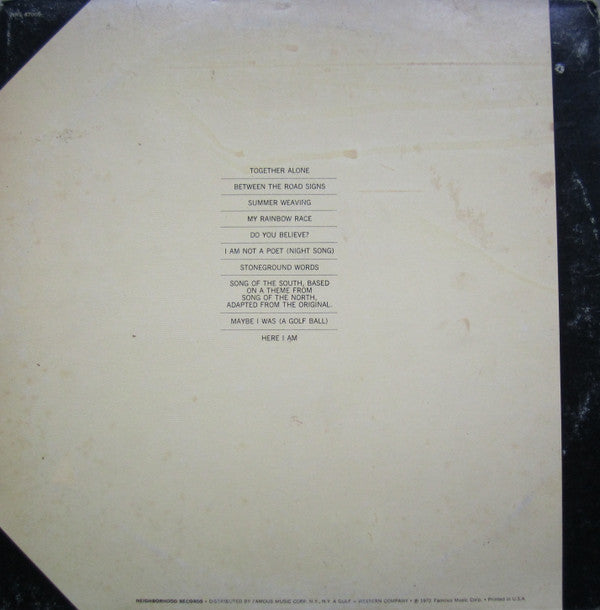 TOGETHER ALONE
BETWEEN THE ROAD SIGNS
SUMMER WEAVING
MY RAINBOW RACE
DO YOU BELIEVE?
I AM NOT A POET (NIGHT SONG)
STONEGROUND WORDS
SONG OF THE SOUTH, BASED
ON A THEME FROM
SONG OF THE NORTH,
ADAPTED FROM THE ORIGINAL.
MAYBE I WAS (A GOLF BALL)
HERE I AM
NEIGHBORHOOD RECORDS • DISTRIBUTED BY FAMOUS MUSIC CORP. N.Y., N.Y. A GULF + WESTERN COMPANY • ℗ 1972 Famous Music Corp. • Printed in U.S.A.